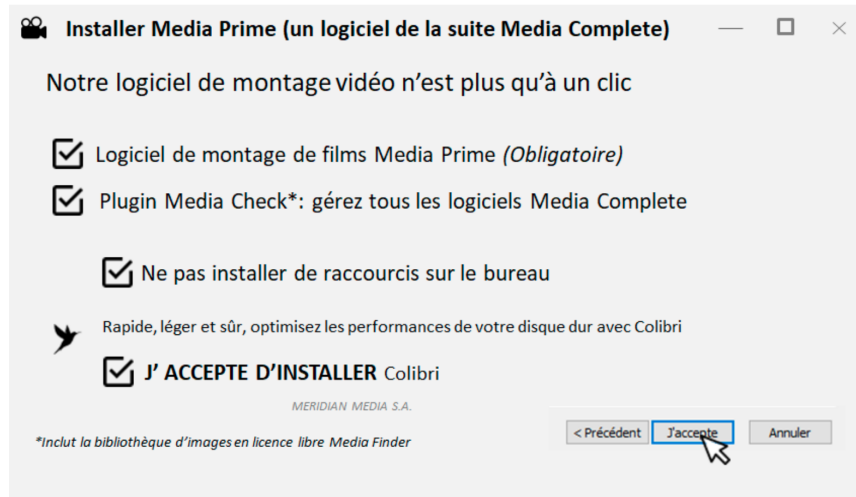 Installer Media Prime (un logiciel de la suite Media Complete)
Notre logiciel de montage vidéo n’est plus qu’à un clic
Logiciel de montage de films Media Prime (Obligatoire)
Plugin Media Check*: gérez tous les logiciels Media Complete
Ne pas installer de raccourcis sur le bureau
Rapide, léger et sûr, optimisez les performances de votre disque dur avec Colibri
J’ ACCEPTE D’INSTALLER Colibri
MERIDIAN MEDIA S.A.
< Précédent J'accepte Annuler
*Inclut la bibliothèque d’images en licence libre Media Finder